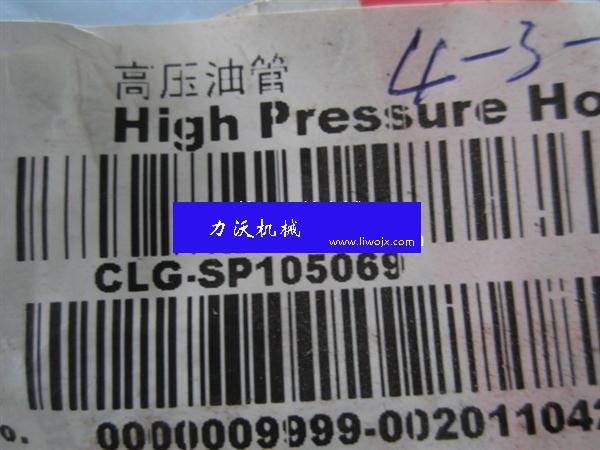 高压油管
4-3-
High Pressure Ho
力沃机械
www.liwojx.com
CLG-SP105069
o. 0000009999-002011042